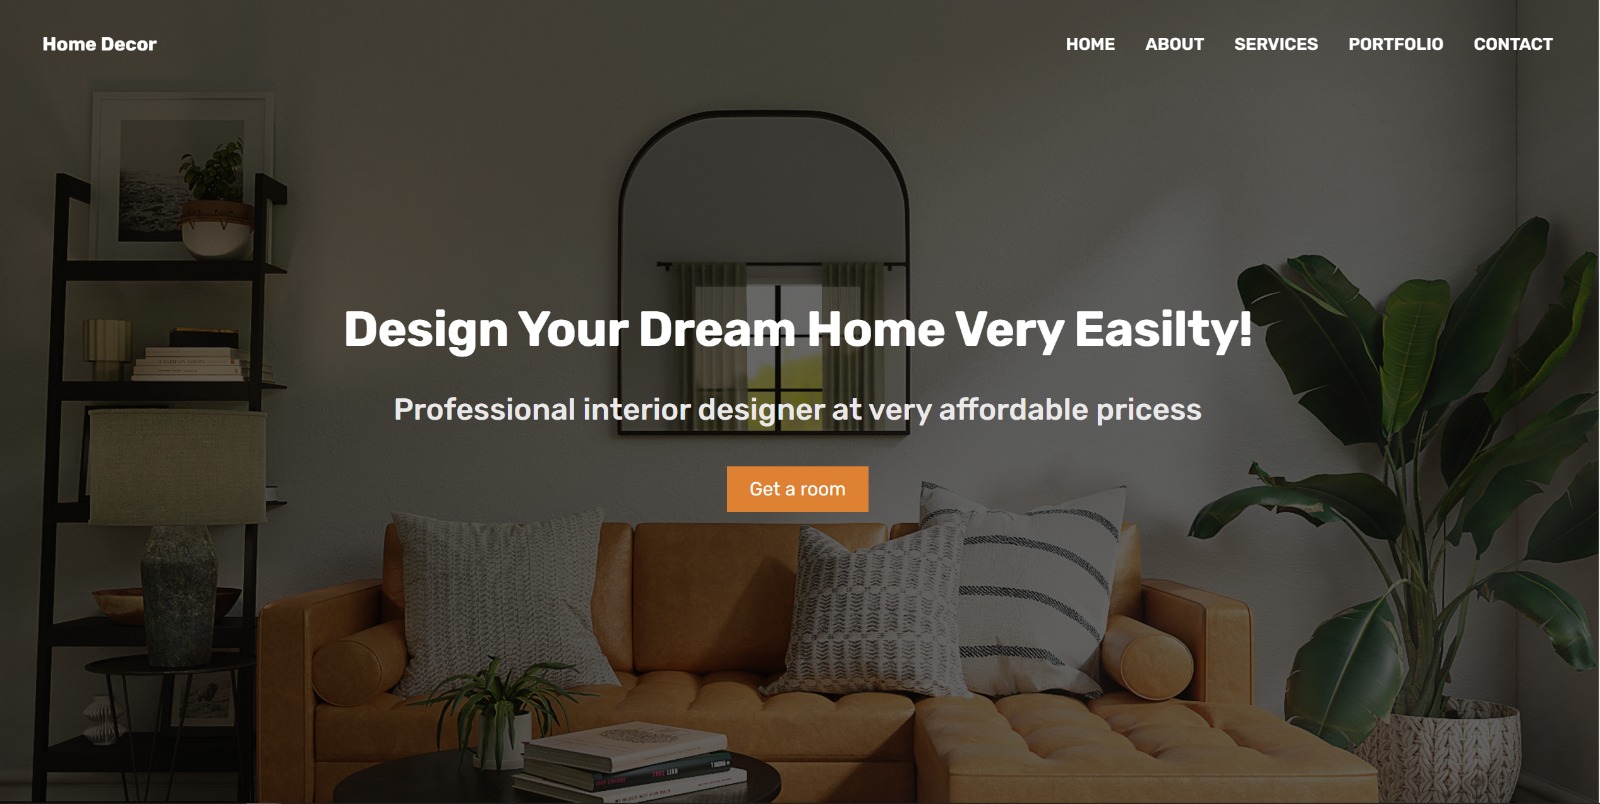 Home Decor
HOME ABOUT SERVICES PORTFOLIO CONTACT
Design Your Dream Home Very Easilty!
Professional interior designer at very affordable pricess
Get a room